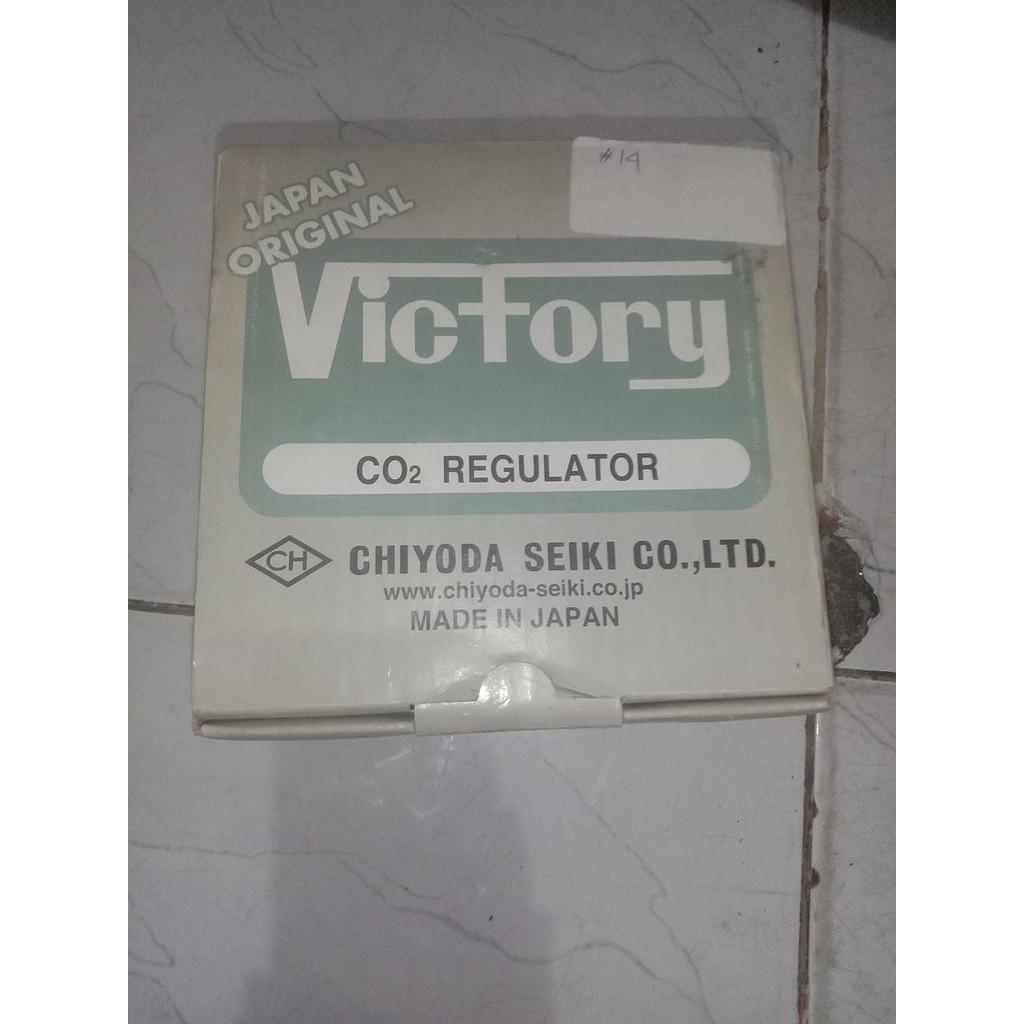 JAPAN
ORIGINAL
#14
Victory
CO2 REGULATOR
CH CHIYODA SEIKI CO.,LTD.
www.chiyoda-seiki.co.jp
MADE IN JAPAN